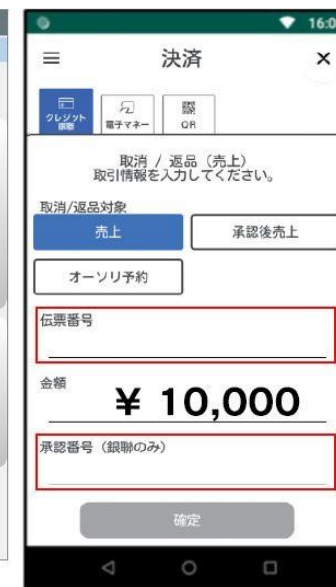 16:0
決済
×
クレジット
銀聯
電子マネー
QR
取消 / 返品（売上）
取引情報を入力してください。
取消/返品対象
売上
承認後売上
オーソリ予約
伝票番号
金額
¥ 10,000
承認番号（銀聯のみ）
確定